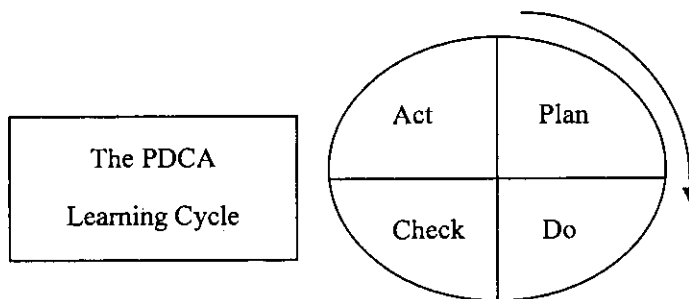 The PDCA
Learning Cycle
Act
Plan
Check
Do